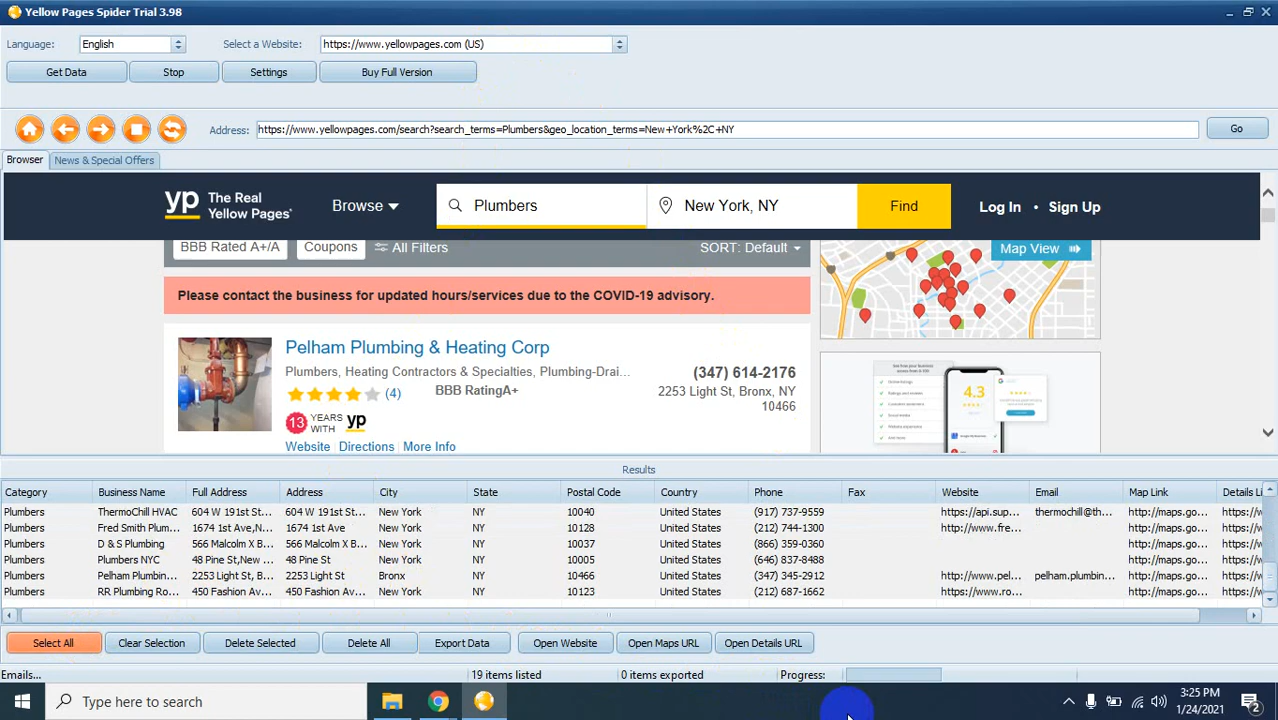 Yellow Pages Spider Trial 3.98
Language: English Select a Website: https://www.yellowpages.com (US)
Get Data Stop Settings Buy Full Version
Address: https://www.yellowpages.com/search?search_terms=Plumbers&geo_location_terms=New+York%2C+NY Go
Browser News & Special Offers
yp The Real Yellow Pages® Browse Plumbers New York, NY Find Log In • Sign Up
BBB Rated A+/A Coupons All Filters SORT: Default
Map View
Please contact the business for updated hours/services due to the COVID-19 advisory.
Pelham Plumbing & Heating Corp
Plumbers, Heating Contractors & Specialties, Plumbing-Drai...
(4) BBB RatingA+
(347) 614-2176
2253 Light St, Bronx, NY
10466
13 YEARS WITH yp
Website Directions More Info
4.3
Results
Category Business Name Full Address Address City State Postal Code Country Phone Fax Website Email Map Link Details Li
Plumbers ThermoChill HVAC 604 W 191st St... 604 W 191st St... New York NY 10040 United States (917) 737-9559 https://api.sup... thermochill@th... http://maps.go... https://w
Plumbers Fred Smith Plum... 1674 1st Ave,N... 1674 1st Ave New York NY 10128 United States (212) 744-1300 http://www.fre... http://maps.go... https://w
Plumbers D & S Plumbing 566 Malcolm X B... 566 Malcolm X B... New York NY 10037 United States (866) 359-0360 http://maps.go... https://w
Plumbers Plumbers NYC 48 Pine St,New ... 48 Pine St New York NY 10005 United States (646) 837-8488 http://maps.go... https://w
Plumbers Pelham Plumbin... 2253 Light St, B... 2253 Light St Bronx NY 10466 United States (347) 345-2912 http://www.pel... pelham.plumbin... http://maps.go... https://w
Plumbers RR Plumbing Ro... 450 Fashion Av... 450 Fashion Av... New York NY 10123 United States (212) 687-1662 https://www.ro... http://maps.go... https://w
Select All Clear Selection Delete Selected Delete All Export Data Open Website Open Maps URL Open Details URL
Emails... 19 items listed 0 items exported Progress:
Type here to search
3:25 PM
1/24/2021
2